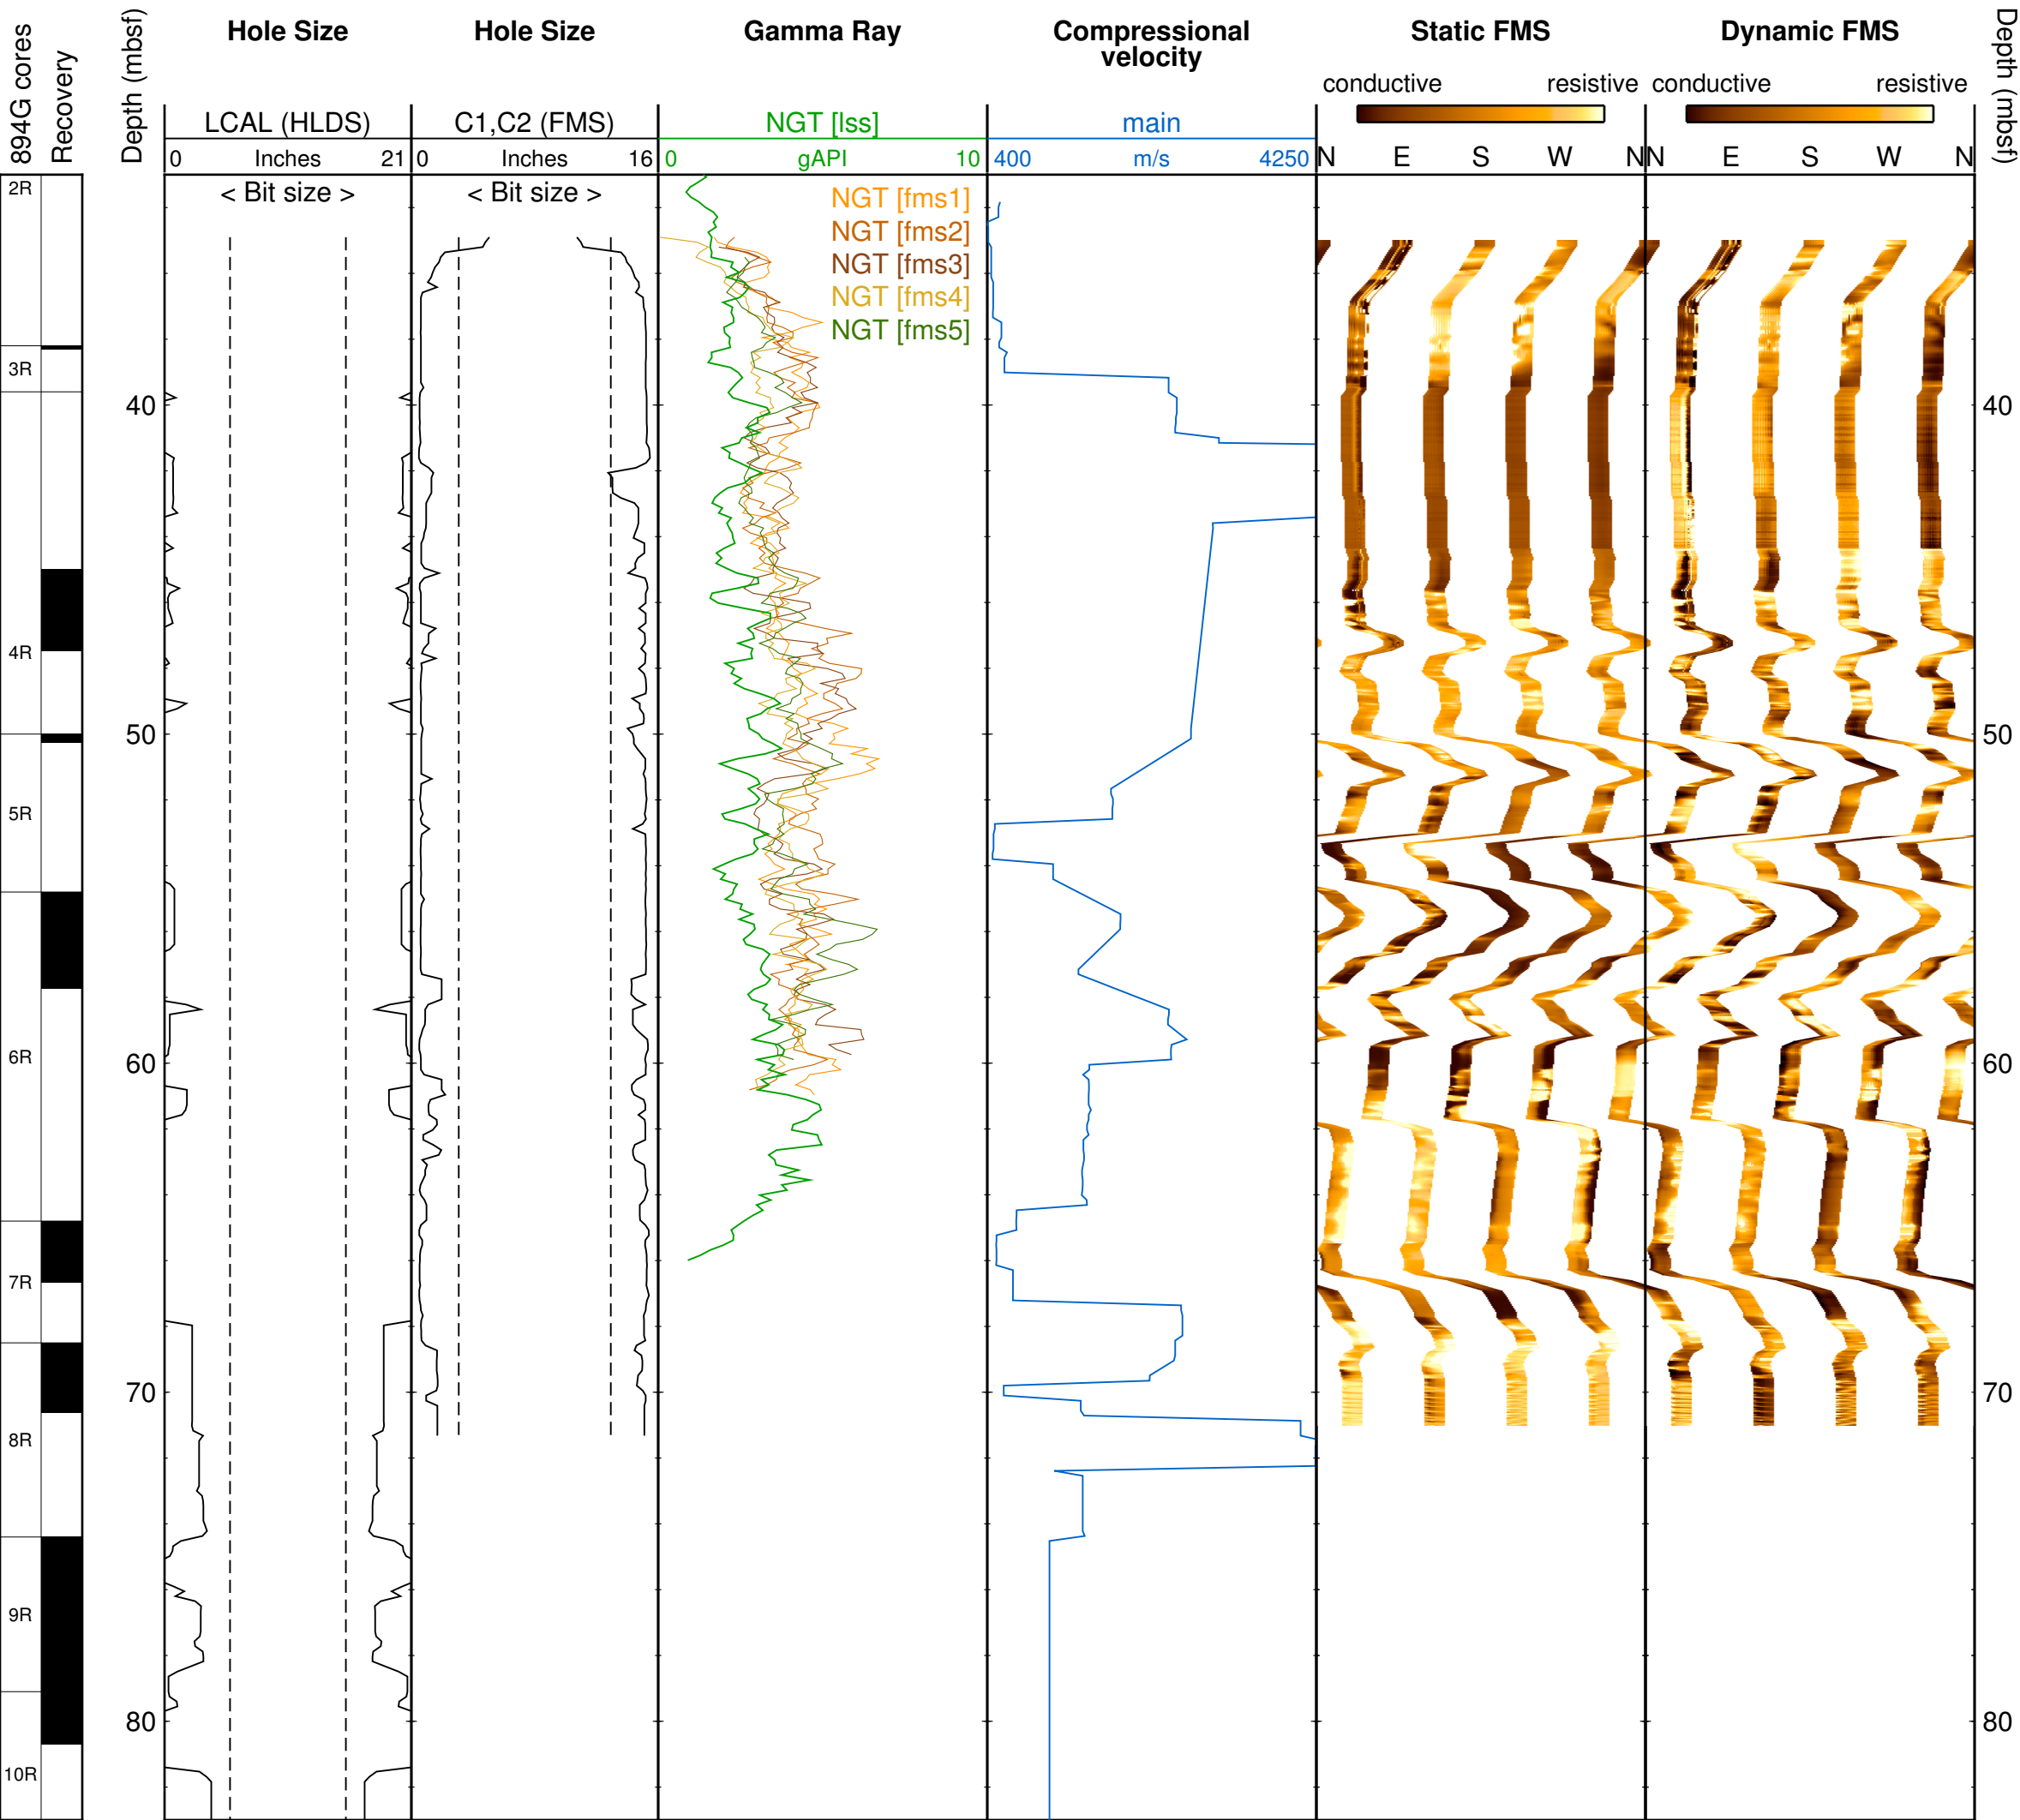 894G cores
Recovery
Depth (mbsf)
Hole Size
Hole Size
Gamma Ray
Compressional
velocity
Static FMS
Dynamic FMS
Depth (mbsf)
conductive resistive
conductive resistive
LCAL (HLDS)
C1,C2 (FMS)
NGT [lss]
main
0 Inches 21
0 Inches 16
0 gAPI 10
400 m/s 4250
N E S W N
N E S W N
< Bit size >
< Bit size >
NGT [fms1]
NGT [fms2]
NGT [fms3]
NGT [fms4]
NGT [fms5]
2R
3R
4R
5R
6R
7R
8R
9R
10R
40
50
60
70
80
40
50
60
70
80